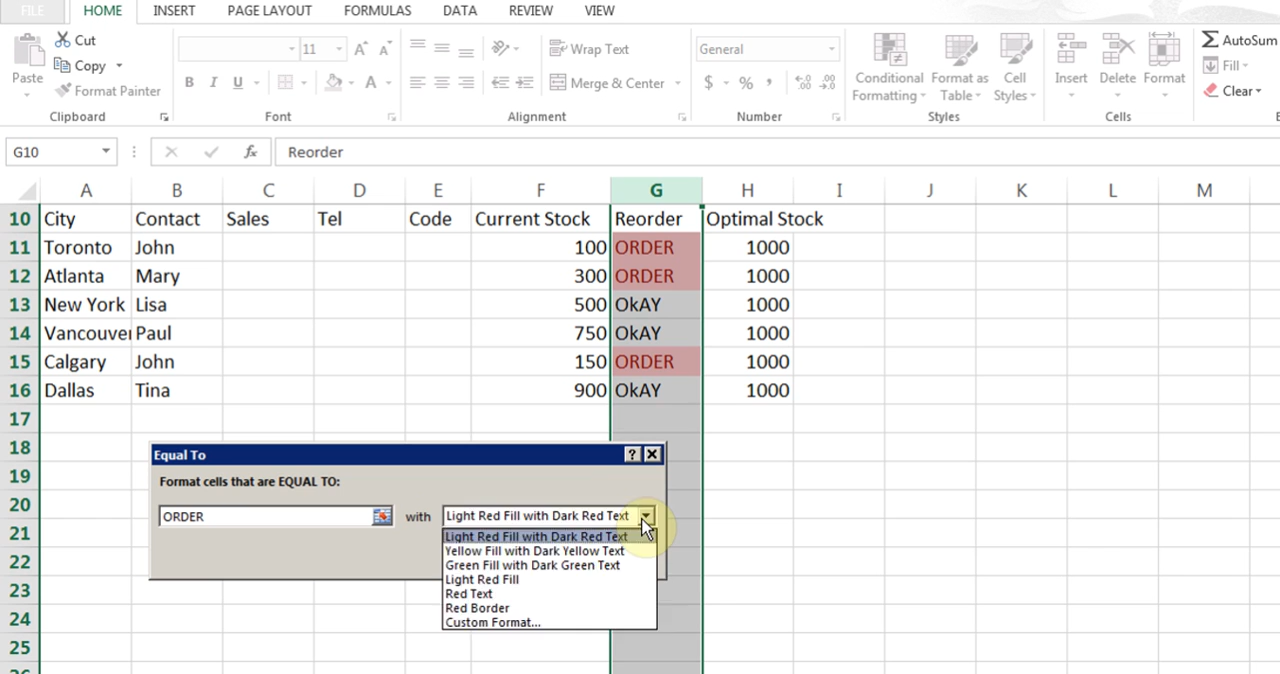 FILE HOME INSERT PAGE LAYOUT FORMULAS DATA REVIEW VIEW
Cut
Copy
Format Painter
Paste
Clipboard
11 A A
B I U A
Font
Wrap Text
Merge & Center
Alignment
General
$ % ,
Number
Conditional Formatting
Format as Table
Cell Styles
Styles
Insert
Delete
Format
Cells
Σ AutoSum
Fill
Clear
G10 fx Reorder
A B C D E F G H I J K L M
10 City Contact Sales Tel Code Current Stock Reorder Optimal Stock
11 Toronto John 100 ORDER 1000
12 Atlanta Mary 300 ORDER 1000
13 New York Lisa 500 OkAY 1000
14 Vancouver Paul 750 OkAY 1000
15 Calgary John 150 ORDER 1000
16 Dallas Tina 900 OkAY 1000
17
18
19
20
21
22
23
24
25
Equal To ?
Format cells that are EQUAL TO:
ORDER with Light Red Fill with Dark Red Text
Light Red Fill with Dark Red Text
Yellow Fill with Dark Yellow Text
Green Fill with Dark Green Text
Light Red Fill
Red Text
Red Border
Custom Format...